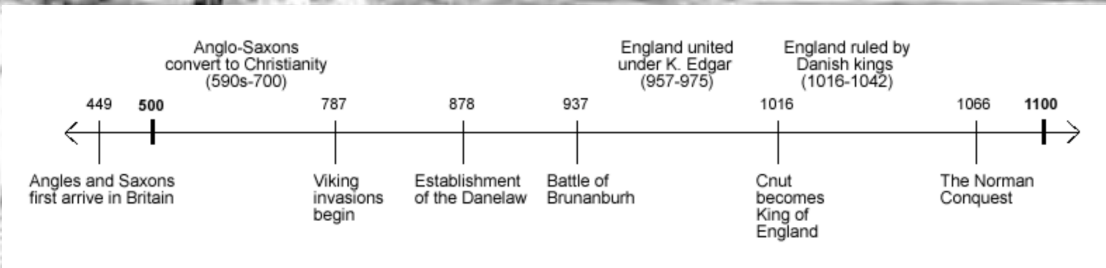 Anglo-Saxons
convert to Christianity
(590s-700)
England united
under K. Edgar
(957-975)
England ruled by
Danish kings
(1016-1042)
449
500
787
878
937
1016
1066
1100
Angles and Saxons
first arrive in Britain
Viking
invasions
begin
Establishment
of the Danelaw
Battle of
Brunanburh
Cnut
becomes
King of
England
The Norman
Conquest